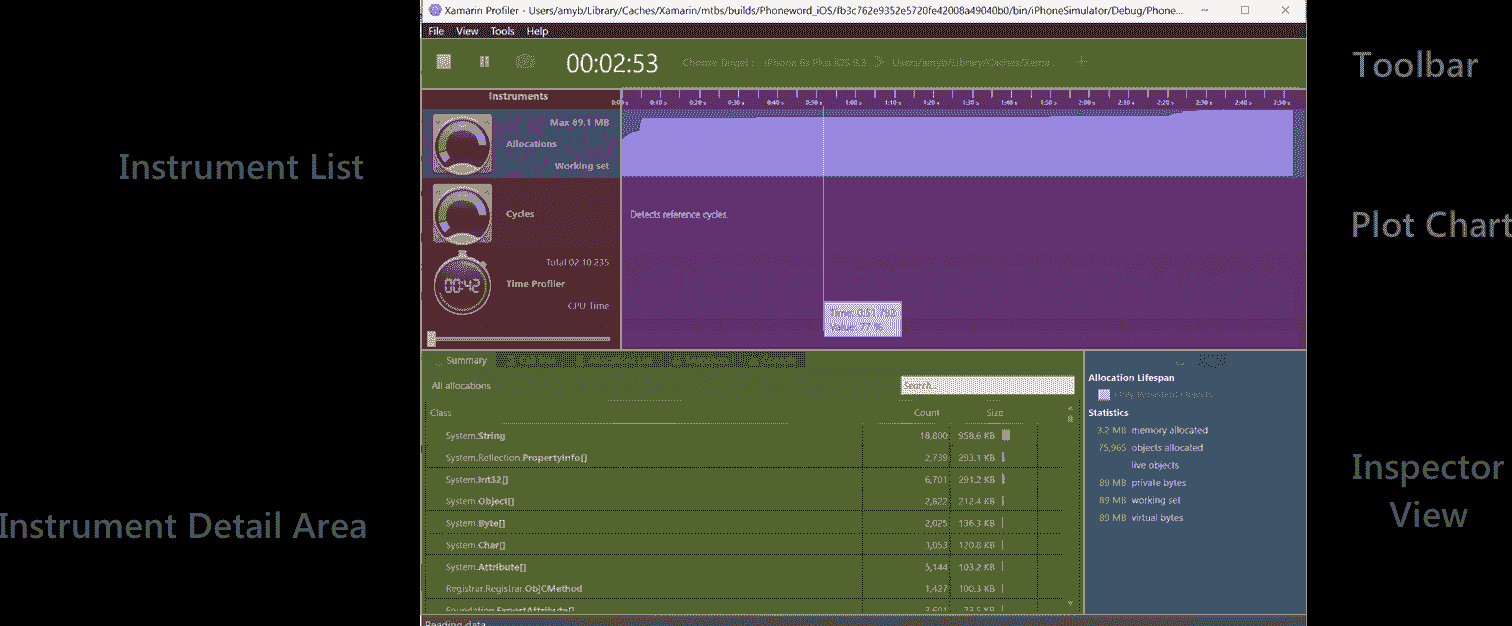 Xamarin Profiler - Users/amyb/Library/Caches/Xamarin/mtbs/builds/Phoneword_iOS/fb3c762e9352e5720fe42008a49040b0/bin/iPhoneSimulator/Debug/Phone...
File View Tools Help
00:02:53 Choose Target: iPhone 6s Plus iOS 9.3 Users/amyb/Library/Caches/Xama...
Toolbar
Instruments
0:00s 0:10s 0:20s 0:30s 0:40s 0:50s 1:00s 1:10s 1:20s 1:30s 1:40s 1:50s 2:00s 2:10s 2:20s 2:30s 2:40s 2:50s
Max 69.1 MB
Allocations
Working set
Instrument List
Cycles
Detects reference cycles.
Plot Chart
Total 02:10.235
00:42
Time Profiler
CPU Time
Time: 0:51.792
Value: 77 %
Summary
All allocations
Search...
Class Count Size
System.String 18,800 958.6 KB
System.Reflection.PropertyInfo[] 2,739 293.1 KB
System.Int32[] 6,701 291.2 KB
System.Object[] 2,822 212.4 KB
System.Byte[] 2,025 136.3 KB
System.Char[] 3,053 120.8 KB
System.Attribute[] 5,144 103.2 KB
Registrar.Registrar.ObjCMethod 1,427 100.3 KB
Foundation.ExportAttribute[] 3,601 73.5 KB
Instrument Detail Area
Allocation Lifespan
Only Persistent Objects
Statistics
3.2 MB memory allocated
75,965 objects allocated
live objects
89 MB private bytes
89 MB working set
89 MB virtual bytes
Inspector
View
Reading data